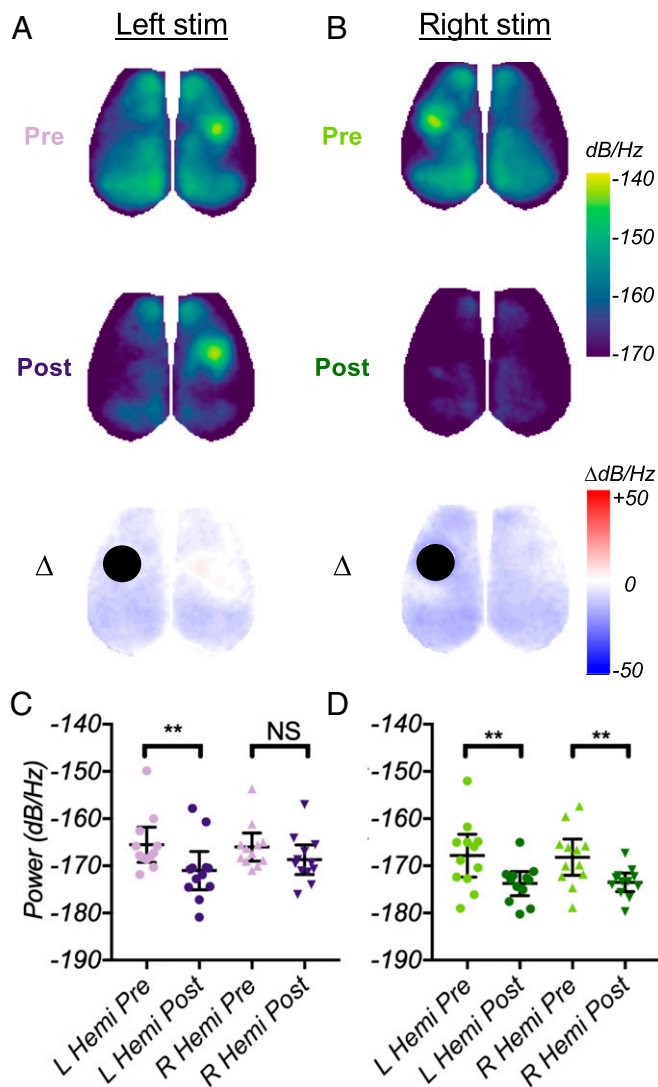 A Left stim B Right stim
Pre Pre
dB/Hz
-140
-150
-160
-170
Post Post
ΔdB/Hz
+50
0
-50
Δ Δ
C D
-140 ** NS -140 ** **
-150 -150
-160 -160
-170 -170
-180 -180
-190 -190
Power (dB/Hz)
L Hemi Pre L Hemi Post R Hemi Pre R Hemi Post
L Hemi Pre L Hemi Post R Hemi Pre R Hemi Post